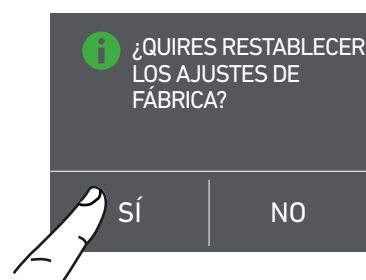 ¿QUIRES RESTABLECER
LOS AJUSTES DE
FÁBRICA?
SÍ
NO